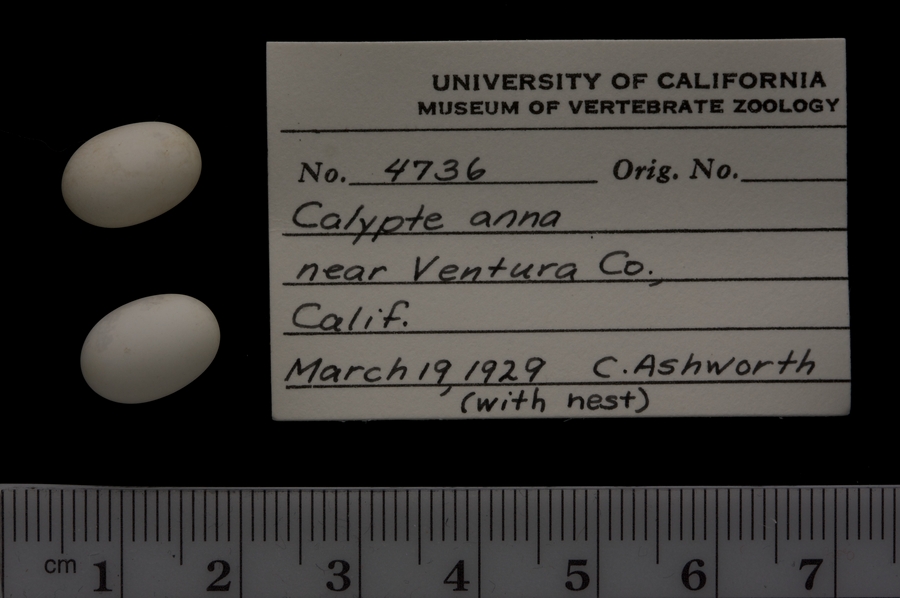 UNIVERSITY OF CALIFORNIA
MUSEUM OF VERTEBRATE ZOOLOGY
No. 4736 Orig. No.
Calypte anna
near Ventura Co.,
Calif.
March 19, 1929 C. Ashworth
(with nest)
cm 1 2 3 4 5 6 7